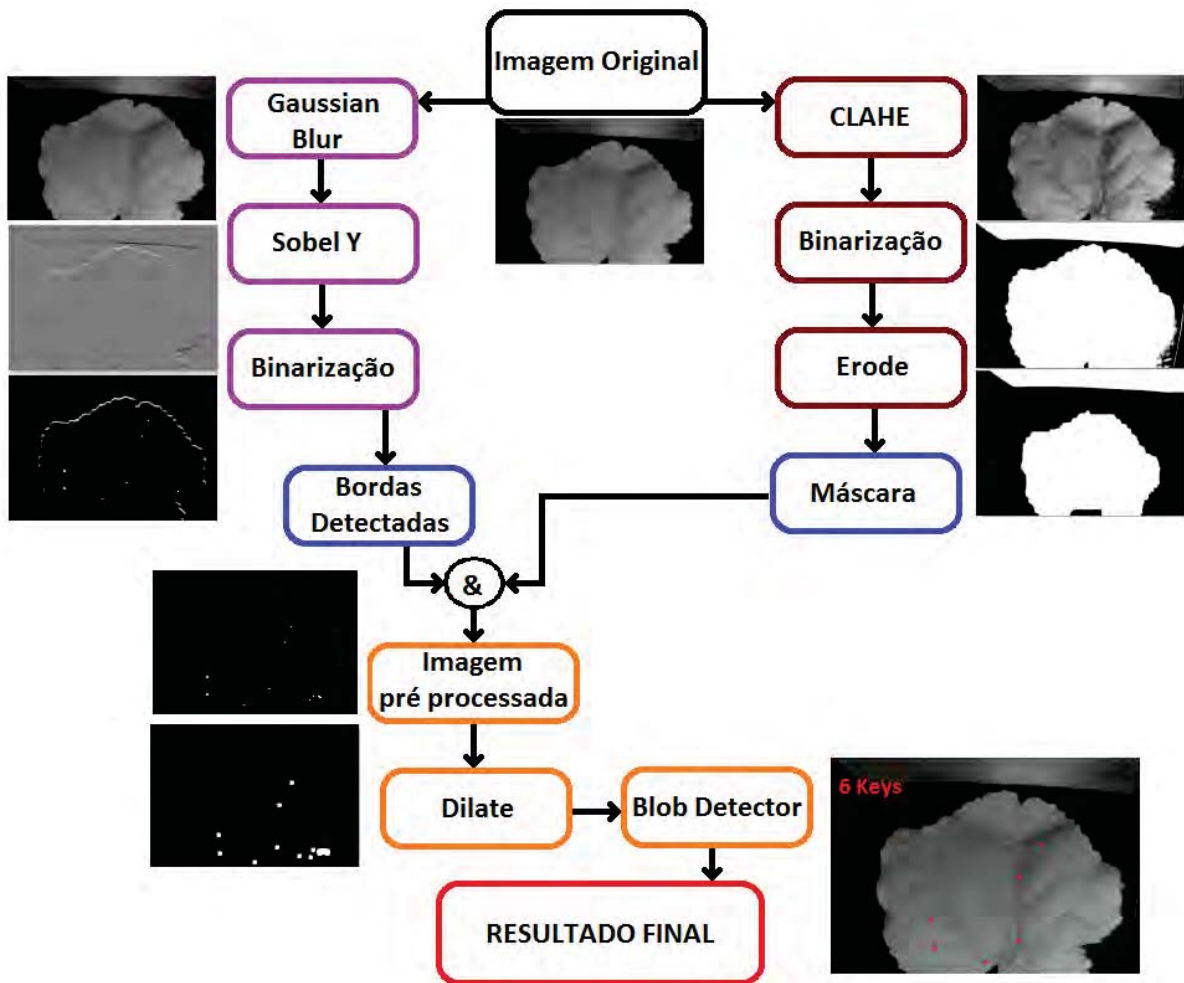 Imagem Original
Gaussian
Blur
CLAHE
Sobel Y
Binarização
Binarização
Erode
Bordas
Detectadas
Máscara
&
Imagem
pré processada
Dilate
Blob Detector
6 Keys
RESULTADO FINAL